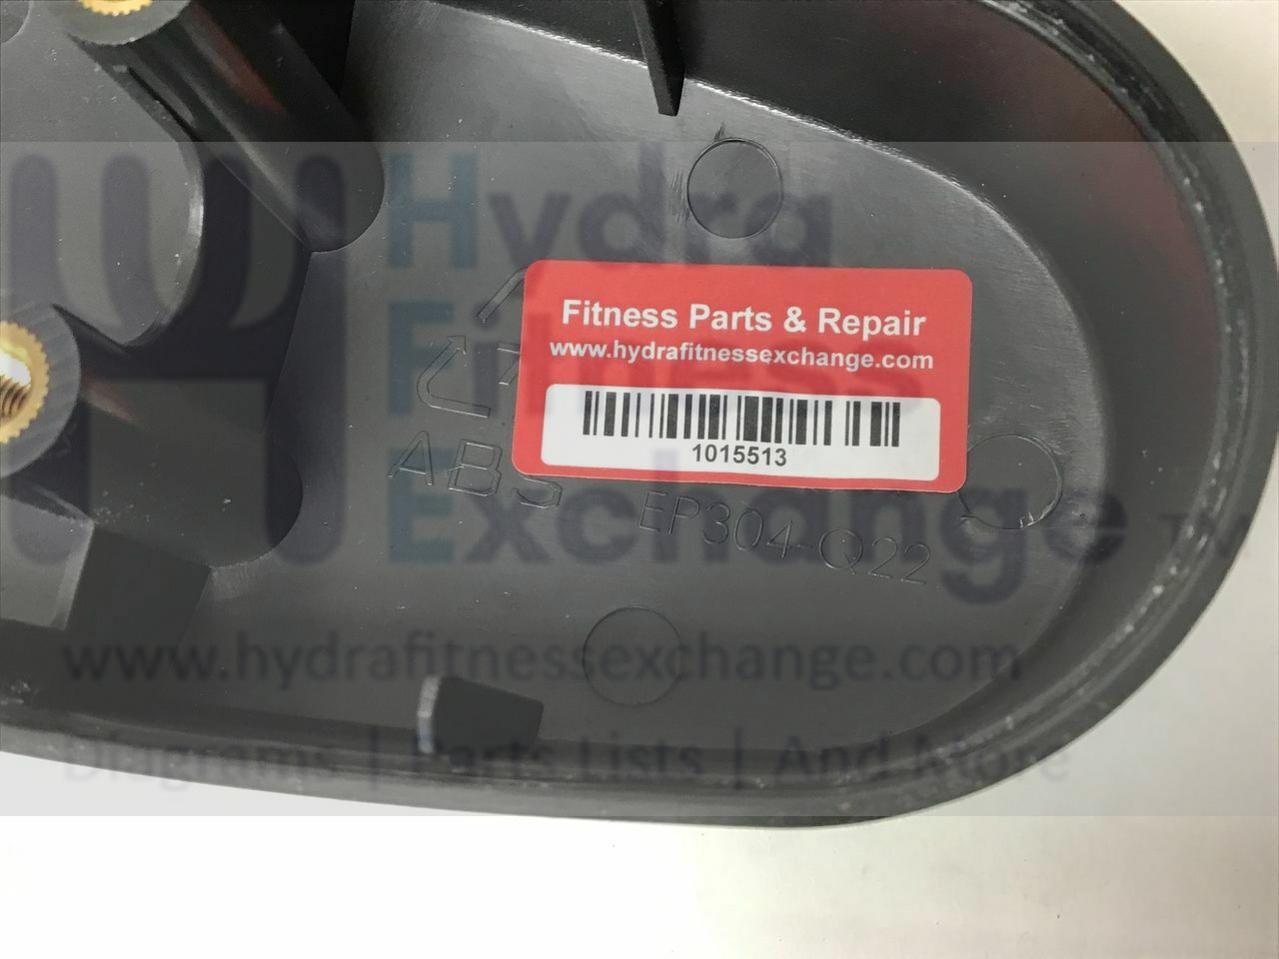 Hydra
Fitness
Exchange TM
Fitness Parts & Repair
www.hydrafitnessexchange.com
1015513
ABS
EP304-Q22
www.hydrafitnessexchange.com
Diagrams | Parts Lists | And More